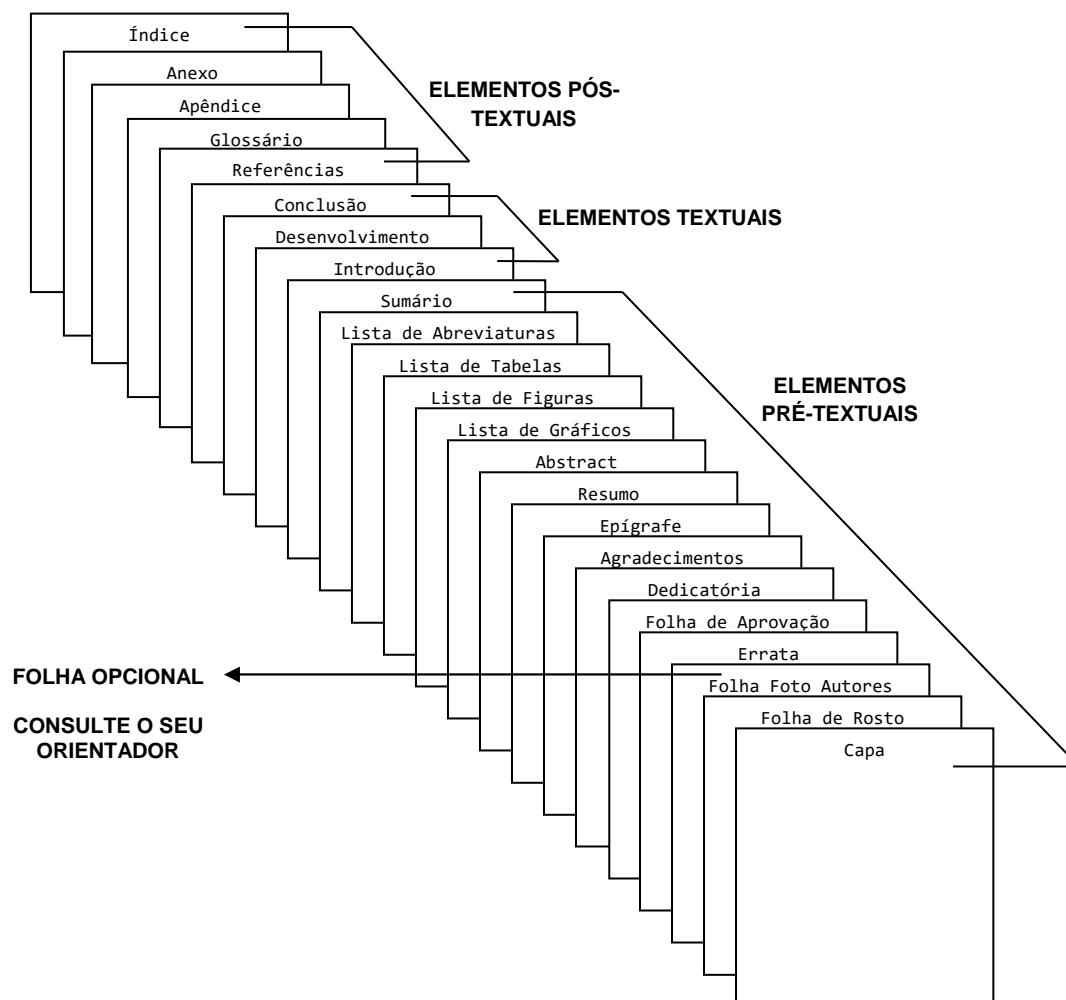 Índice
Anexo
ELEMENTOS PÓS-
TEXTUAIS
Apêndice
Glossário
Referências
Conclusão
ELEMENTOS TEXTUAIS
Desenvolvimento
Introdução
Sumário
Lista de Abreviaturas
Lista de Tabelas
ELEMENTOS
PRÉ-TEXTUAIS
Lista de Figuras
Lista de Gráficos
Abstract
Resumo
Epígrafe
Agradecimentos
Dedicatória
Folha de Aprovação
Errata
FOLHA OPCIONAL
Folha Foto Autores
CONSULTE O SEU
ORIENTADOR
Folha de Rosto
Capa